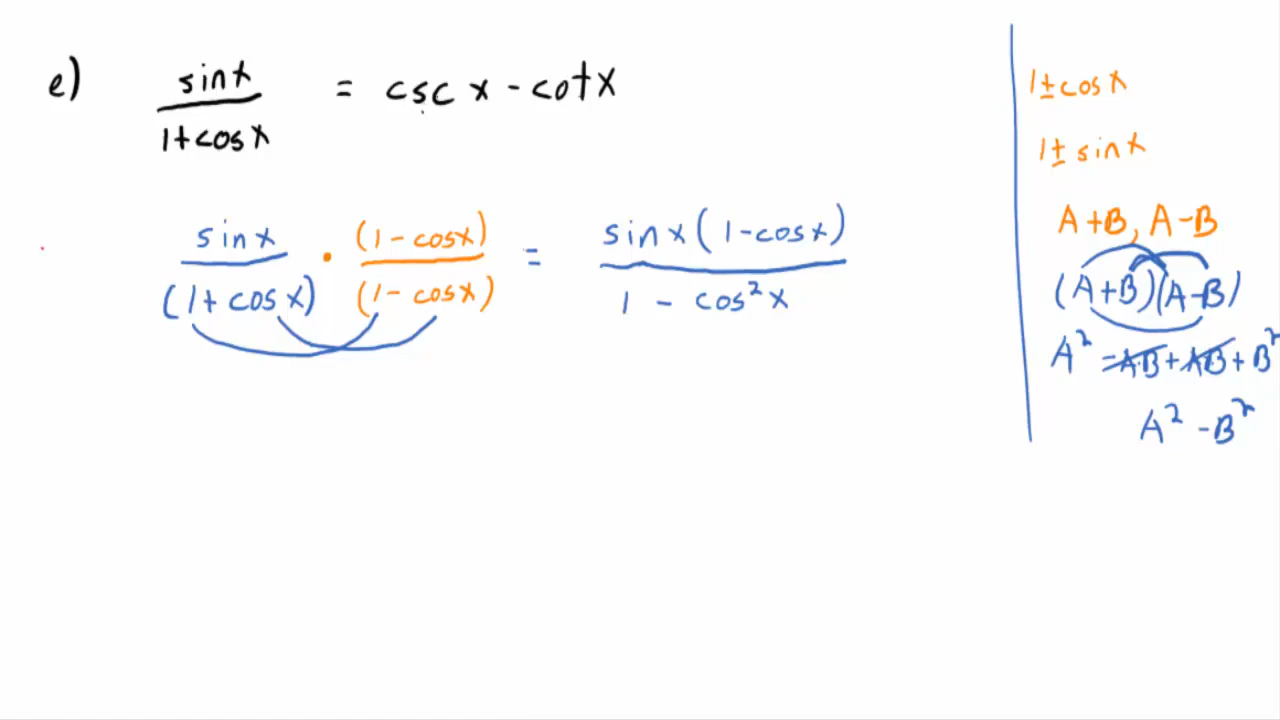 e) sinx / 1+cosx = cscx - cotx
sinx / (1+cosx) · (1-cosx) / (1-cosx) = sinx(1-cosx) / 1 - cos²x
1±cosx
1±sinx
A+B, A-B
(A+B)(A-B)
A² -AB + AB + B²
A² - B²